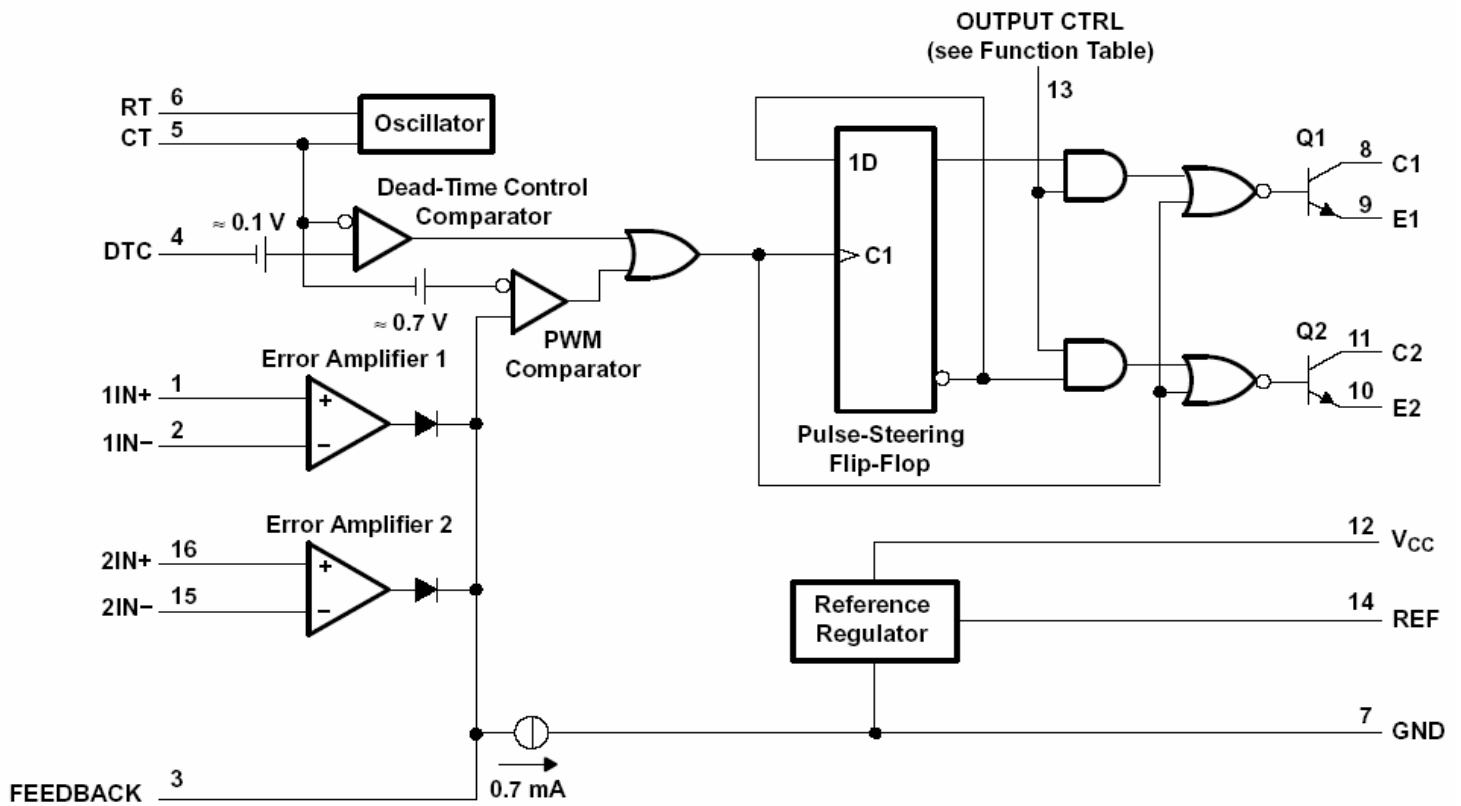 OUTPUT CTRL
(see Function Table)
13
RT 6
CT 5
Oscillator
Dead-Time Control
Comparator
≈ 0.1 V
DTC 4
≈ 0.7 V
PWM
Comparator
1D
C1
Pulse-Steering
Flip-Flop
Q1
8 C1
9 E1
Q2
11 C2
10 E2
Error Amplifier 1
1IN+ 1
1IN− 2
+
−
Error Amplifier 2
2IN+ 16
2IN− 15
+
−
12 VCC
Reference
Regulator
14 REF
7 GND
0.7 mA
FEEDBACK 3